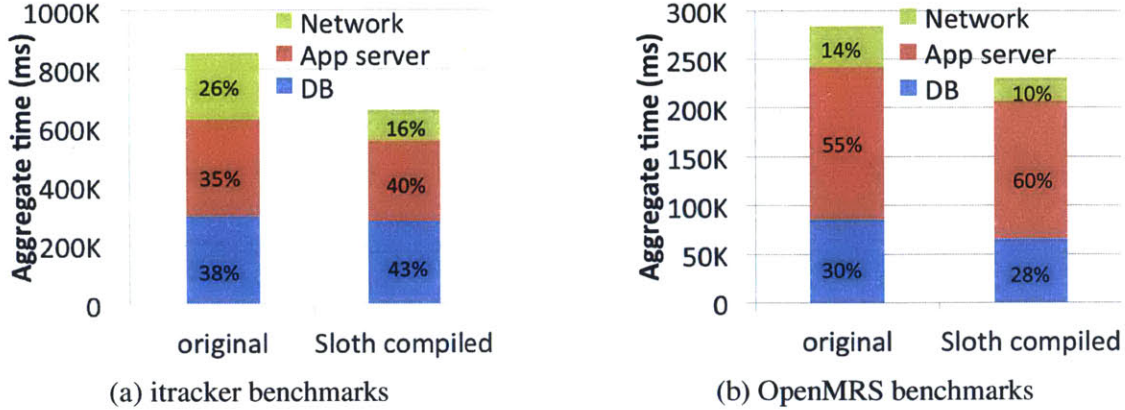 1000K
800K
600K
400K
200K
0
Aggregate time (ms)
Network
App server
DB
26%
35%
38%
16%
40%
43%
original
Sloth compiled
(a) itracker benchmarks
300K
250K
200K
150K
100K
50K
0
Aggregate time (ms)
Network
App server
DB
14%
55%
30%
10%
60%
28%
original
Sloth compiled
(b) OpenMRS benchmarks